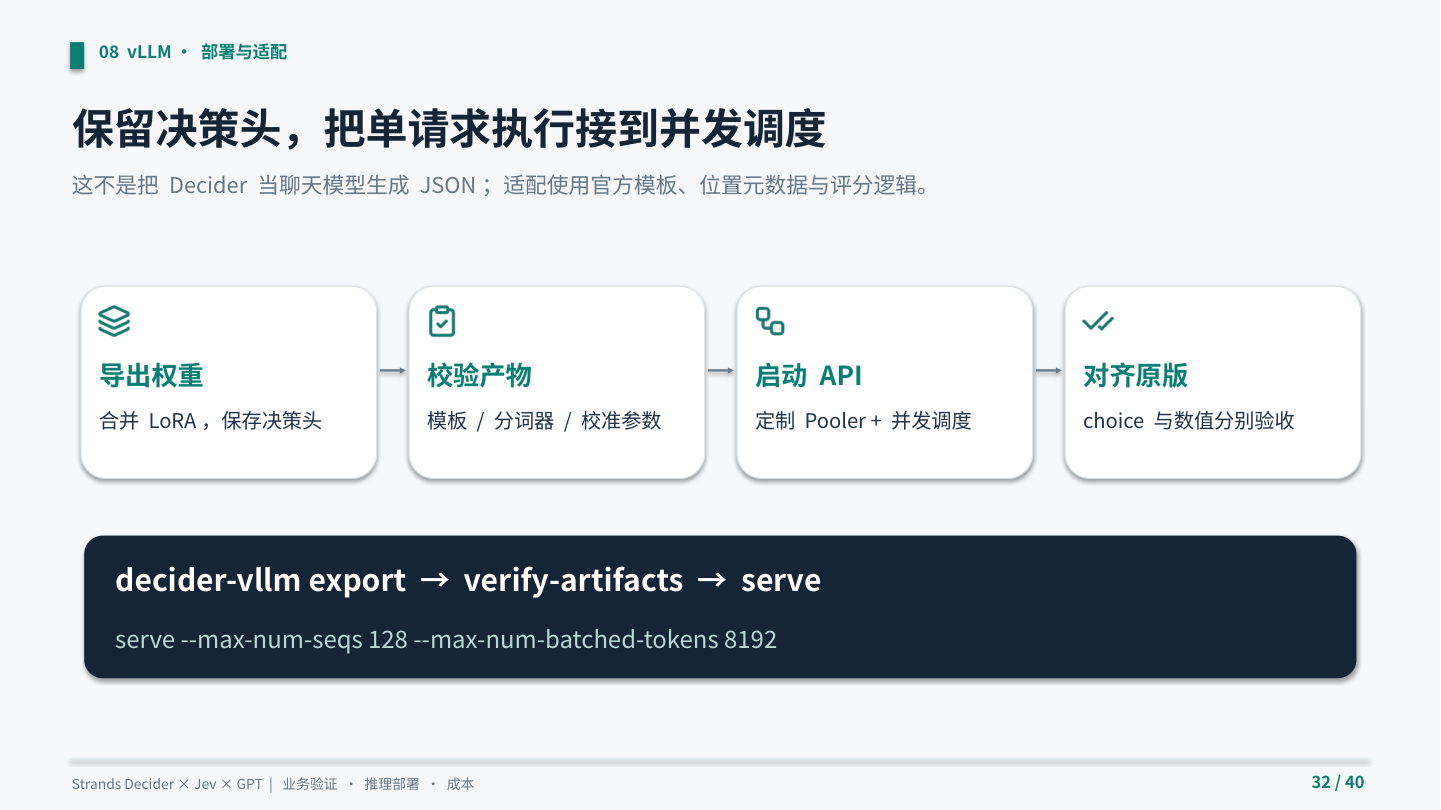 08 vLLM · 部署与适配
保留决策头，把单请求执行接到并发调度
这不是把 Decider 当聊天模型生成 JSON；适配使用官方模板、位置元数据与评分逻辑。
导出权重
合并 LoRA，保存决策头
校验产物
模板 / 分词器 / 校准参数
启动 API
定制 Pooler + 并发调度
对齐原版
choice 与数值分别验收
decider-vllm export → verify-artifacts → serve
serve --max-num-seqs 128 --max-num-batched-tokens 8192
Strands Decider × Jev × GPT | 业务验证 · 推理部署 · 成本
32 / 40